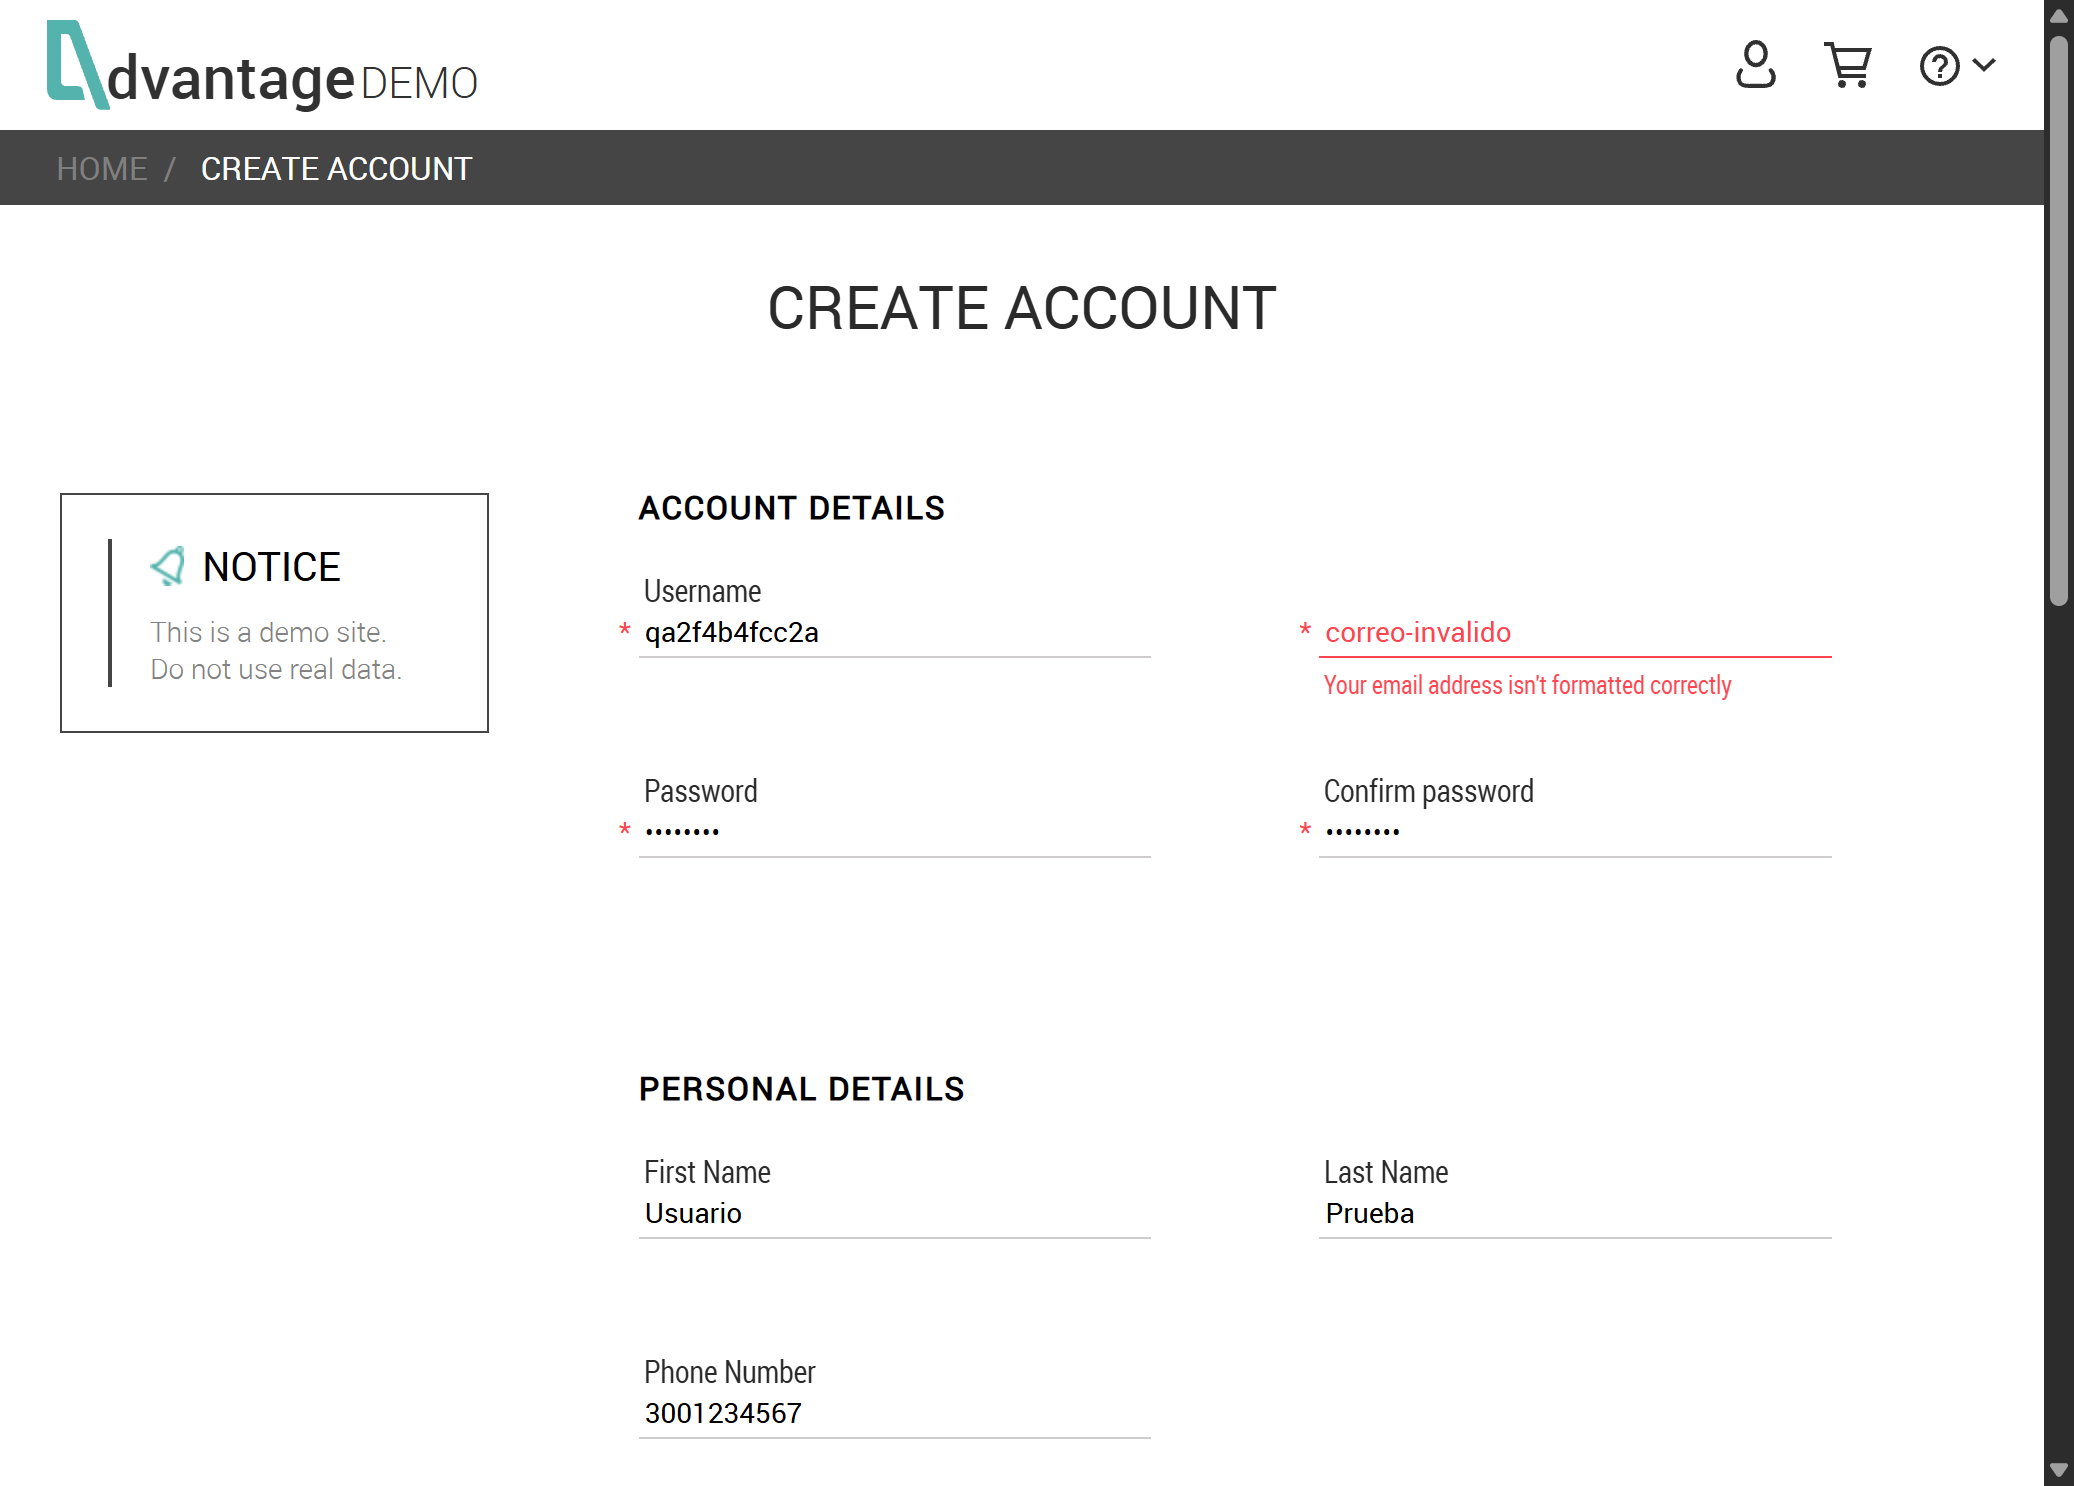 dvantage DEMO
HOME / CREATE ACCOUNT
CREATE ACCOUNT
NOTICE
This is a demo site.
Do not use real data.
ACCOUNT DETAILS
Username
* qa2f4b4fcc2a
* correo-invalido
Your email address isn't formatted correctly
Password
* ••••••••
Confirm password
* ••••••••
PERSONAL DETAILS
First Name
Usuario
Last Name
Prueba
Phone Number
3001234567